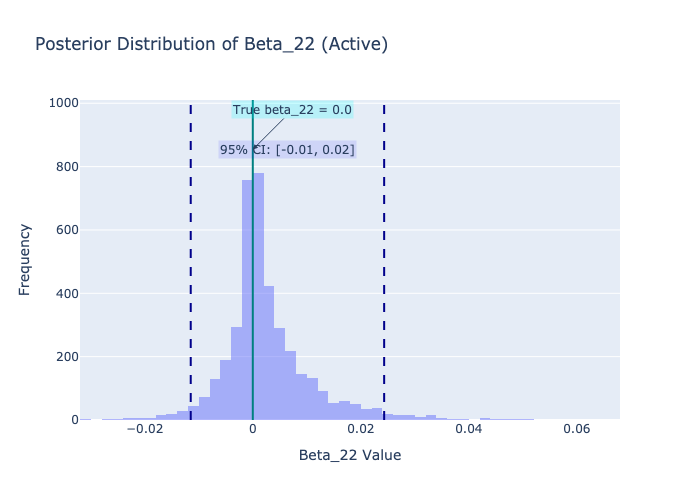 Posterior Distribution of Beta_22 (Active)
1000
True beta_22 = 0.0
95% CI: [-0.01, 0.02]
800
600
400
200
0
Frequency
−0.02
0
0.02
0.04
0.06
Beta_22 Value